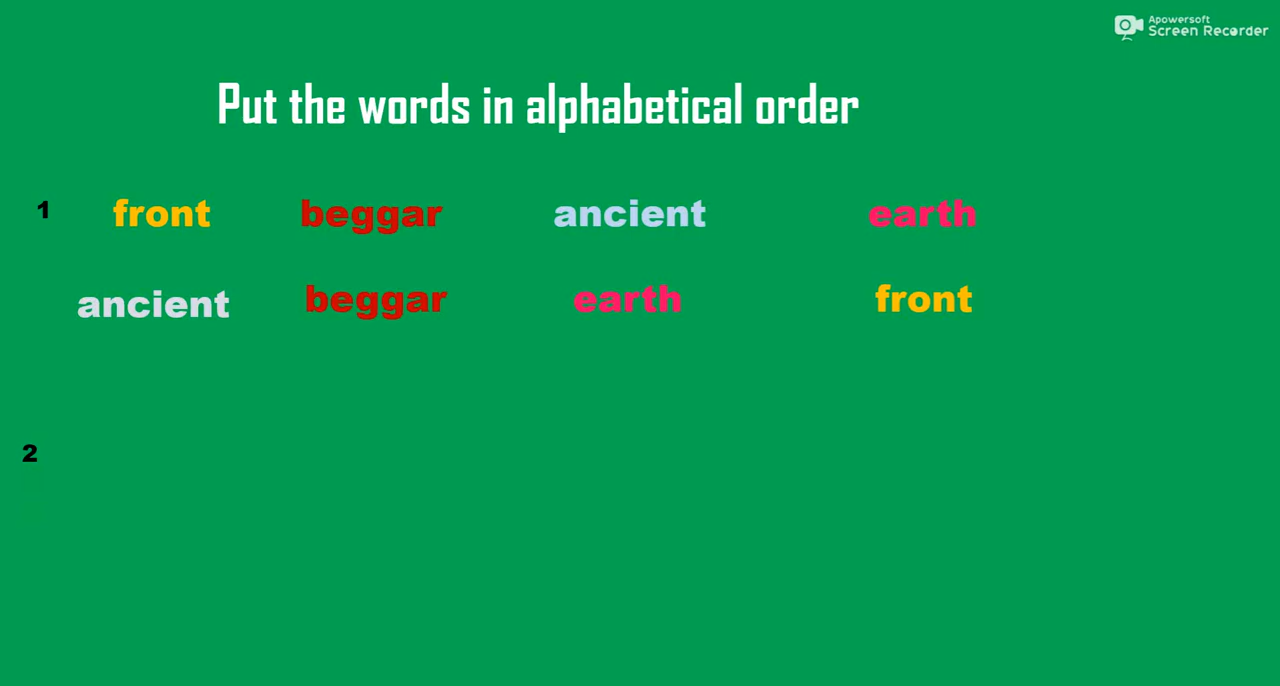 Apowersoft
Screen Recorder
Put the words in alphabetical order
1 front beggar ancient earth
ancient beggar earth front
2